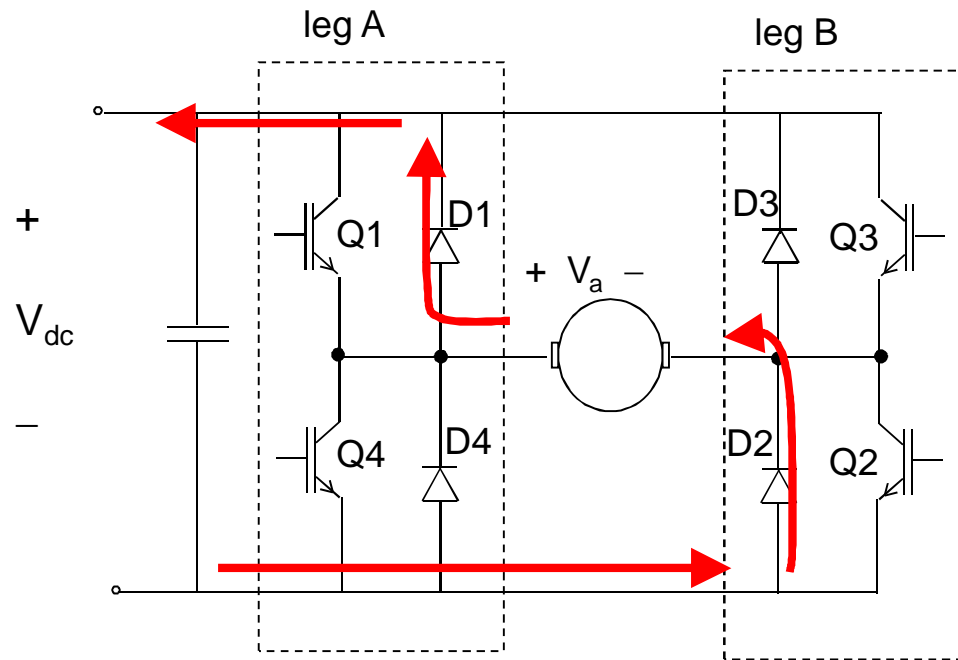 leg A
leg B
+
V_dc
−
Q1
D1
D3
Q3
+ V_a −
Q4
D4
D2
Q2